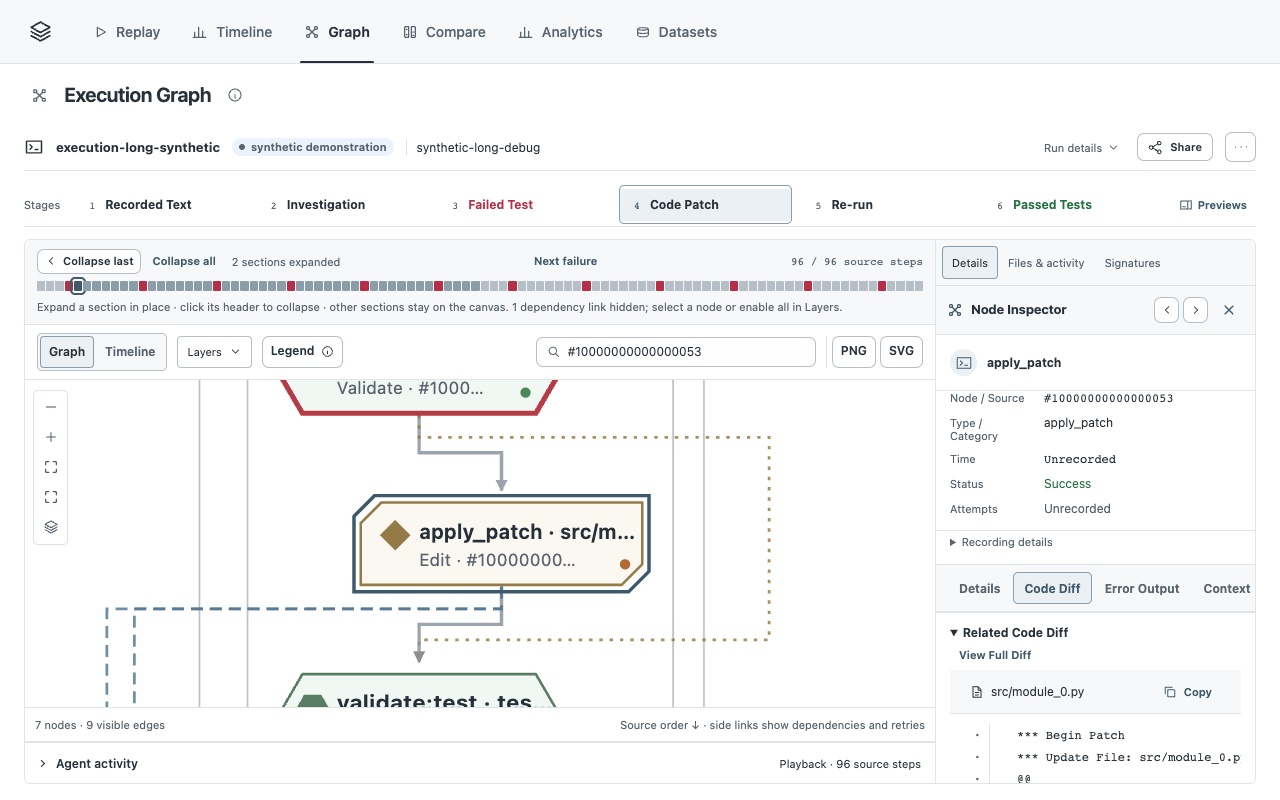 Replay
Timeline
Graph
Compare
Analytics
Datasets
Execution Graph
execution-long-synthetic
synthetic demonstration
synthetic-long-debug
Run details
Share
Stages
1 Recorded Text
2 Investigation
3 Failed Test
4 Code Patch
5 Re-run
6 Passed Tests
Previews
Collapse last
Collapse all
2 sections expanded
Next failure
96 / 96 source steps
Expand a section in place · click its header to collapse · other sections stay on the canvas. 1 dependency link hidden; select a node or enable all in Layers.
Graph
Timeline
Layers
Legend
#10000000000000053
PNG
SVG
Validate · #1000...
apply_patch · src/m...
Edit · #10000000...
validate:test · tes...
7 nodes · 9 visible edges
Source order ↓ · side links show dependencies and retries
Agent activity
Playback · 96 source steps
Details
Files & activity
Signatures
Node Inspector
apply_patch
Node / Source #10000000000000053
Type / Category apply_patch
Time Unrecorded
Status Success
Attempts Unrecorded
Recording details
Details
Code Diff
Error Output
Context
Related Code Diff
View Full Diff
src/module_0.py
Copy
*** Begin Patch
*** Update File: src/module_0.p
@@